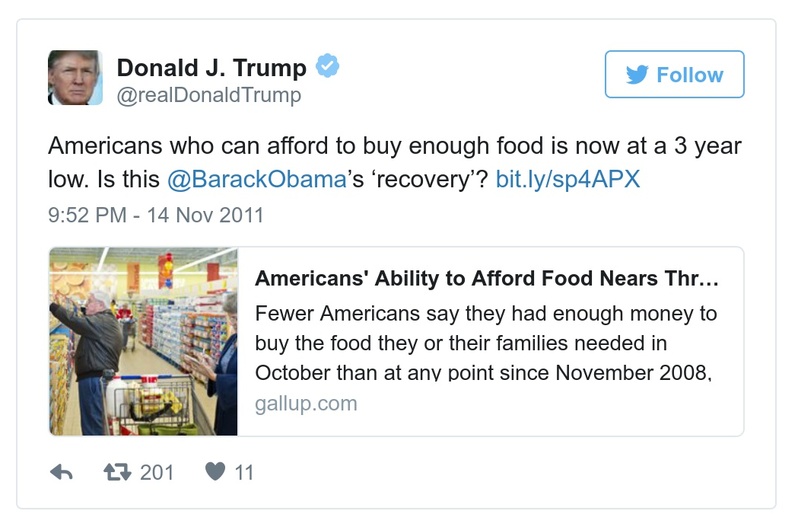 Donald J. Trump
@realDonaldTrump
Follow
Americans who can afford to buy enough food is now at a 3 year
low. Is this @BarackObama’s ‘recovery’? bit.ly/sp4APX
9:52 PM - 14 Nov 2011
Americans' Ability to Afford Food Nears Thr...
Fewer Americans say they had enough money to
buy the food they or their families needed in
October than at any point since November 2008,
gallup.com
201
11